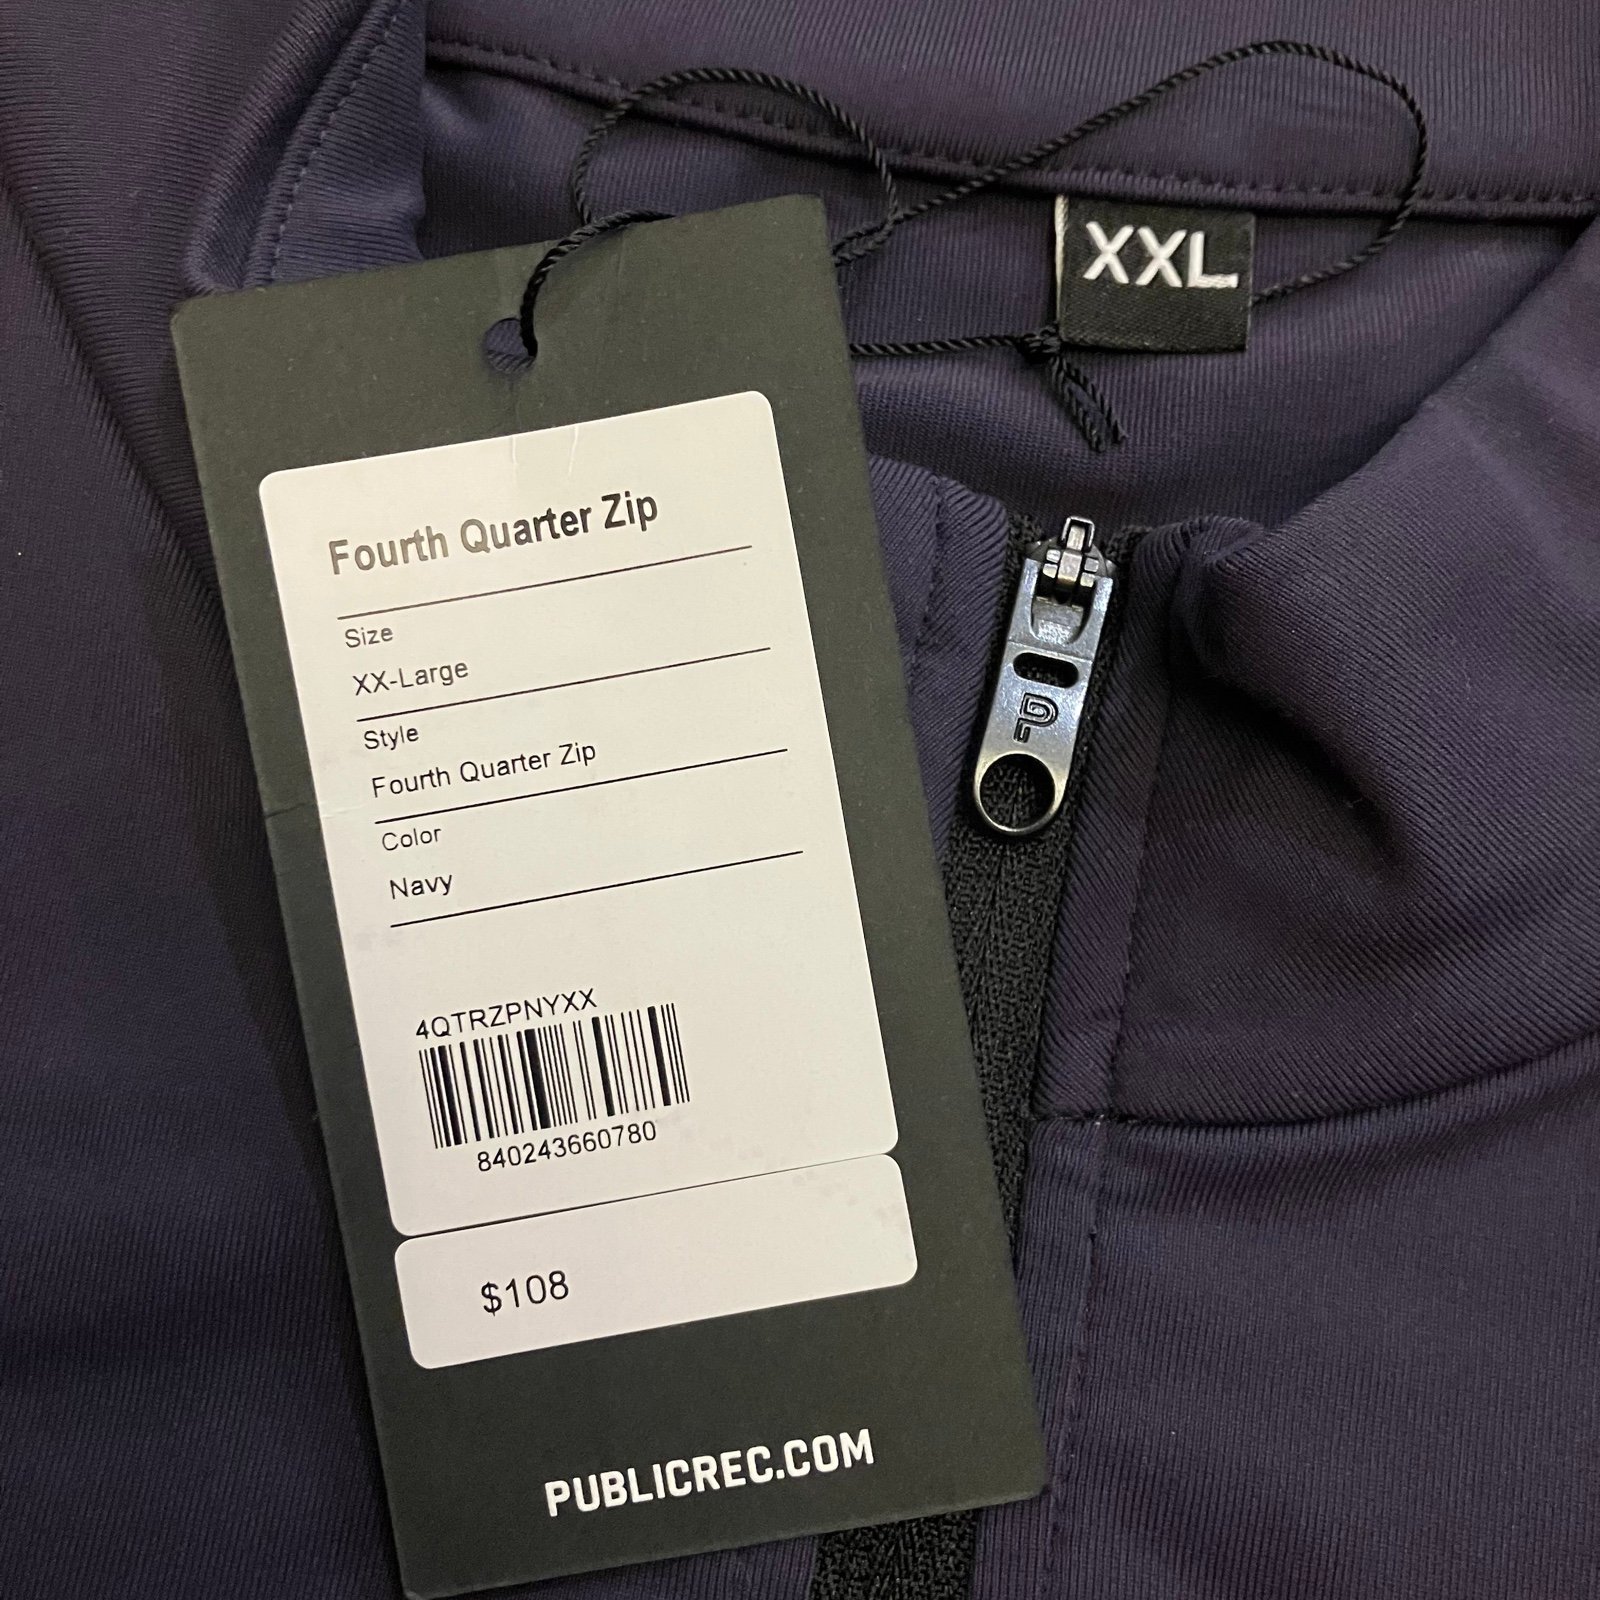 XXL
Fourth Quarter Zip
Size
XX-Large
Style
Fourth Quarter Zip
Color
Navy
4QTRZPNYXX
840243660780
$108
PUBLICREC.COM
P